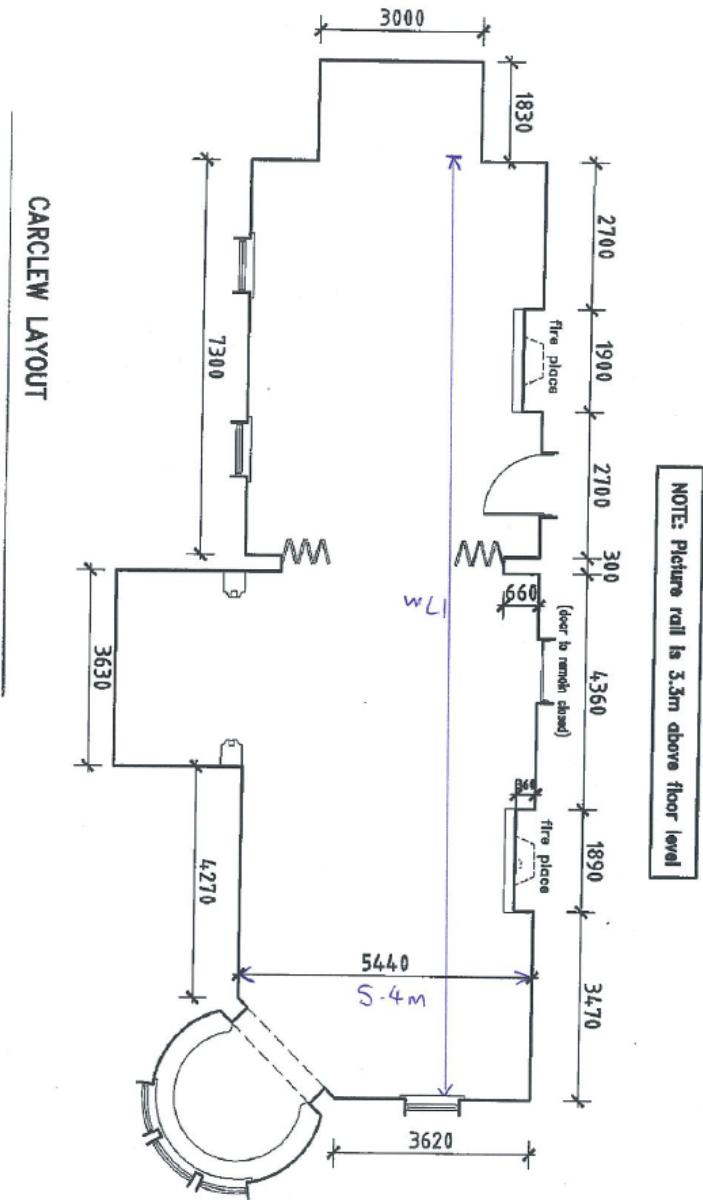 3000
1830
2700
fire place
1900
2700
300
660
(door to remain closed)
4360
360
fire place
1890
3470
NOTE: Picture rail is 3.3m above floor level
7300
17m
3630
4270
5440
5.4m
3620
CARCLEW LAYOUT